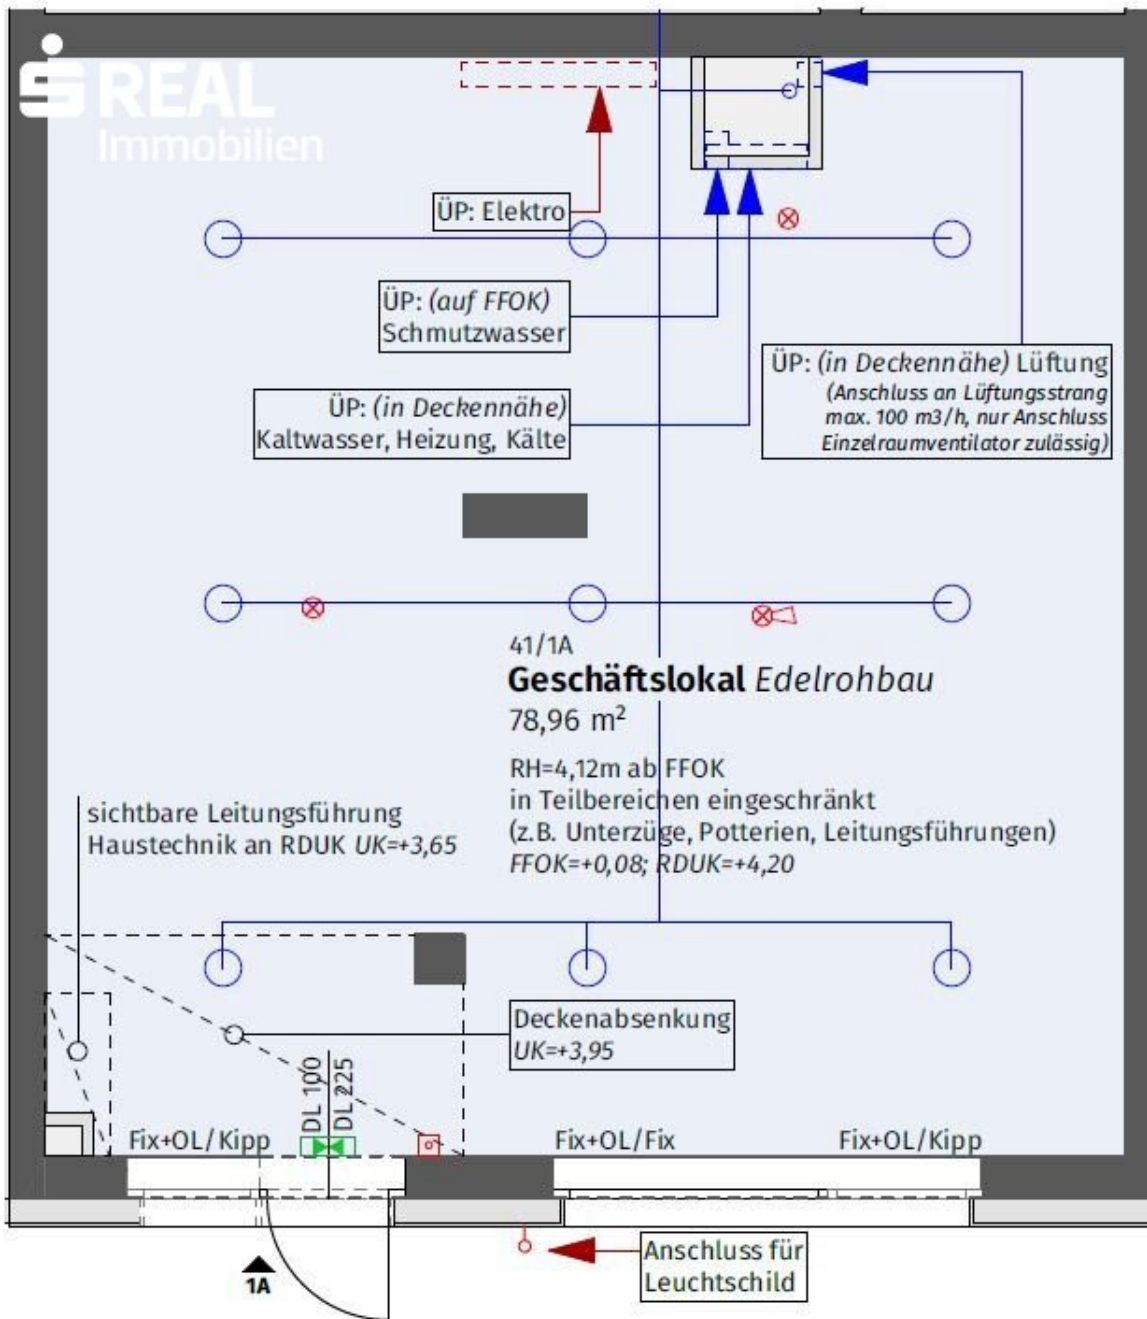 REAL
Immobilien
ÜP: Elektro
ÜP: (auf FFOK)
Schmutzwasser
ÜP: (in Deckennähe) Lüftung
(Anschluss an Lüftungsstrang
max. 100 m3/h, nur Anschluss
Einzelraumventilator zulässig)
ÜP: (in Deckennähe)
Kaltwasser, Heizung, Kälte
41/1A
Geschäftslokal Edelrohbau
78,96 m²
RH=4,12m ab FFOK
in Teilbereichen eingeschränkt
(z.B. Unterzüge, Potterien, Leitungsführungen)
FFOK=+0,08; RDUK=+4,20
sichtbare Leitungsführung
Haustechnik an RDUK UK=+3,65
Deckenabsenkung
UK=+3,95
DL 100
DL 225
Fix+OL/Kipp
Fix+OL/Fix
Fix+OL/Kipp
Anschluss für
Leuchtschild
1A